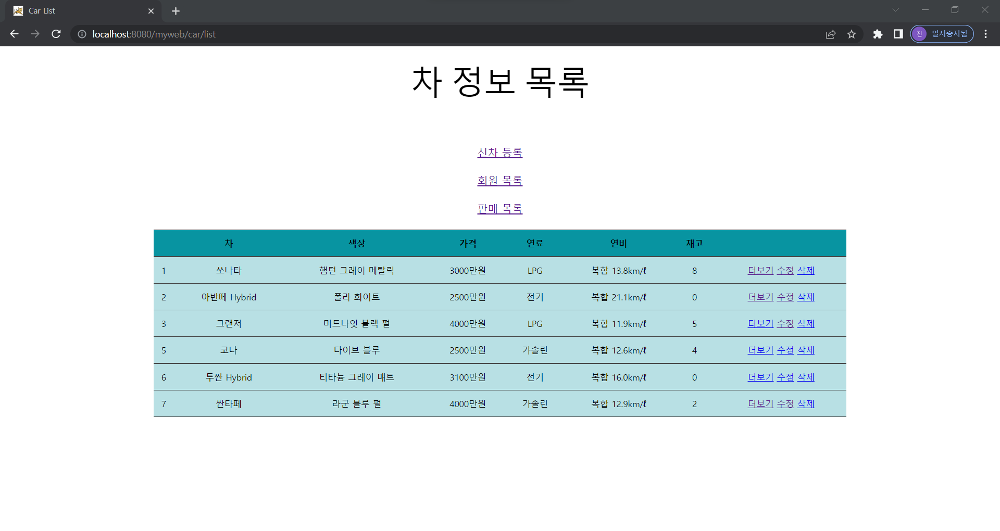 Car List
localhost:8080/myweb/car/list
진 일시중지됨
차 정보 목록
신차 등록
회원 목록
판매 목록
차 색상 가격 연료 연비 재고
1 쏘나타 햄턴 그레이 메탈릭 3000만원 LPG 복합 13.8km/ℓ 8 더보기 수정 삭제
2 아반떼 Hybrid 폴라 화이트 2500만원 전기 복합 21.1km/ℓ 0 더보기 수정 삭제
3 그랜저 미드나잇 블랙 펄 4000만원 LPG 복합 11.9km/ℓ 5 더보기 수정 삭제
5 코나 다이브 블루 2500만원 가솔린 복합 12.6km/ℓ 4 더보기 수정 삭제
6 투싼 Hybrid 티타늄 그레이 매트 3100만원 전기 복합 16.0km/ℓ 0 더보기 수정 삭제
7 싼타페 라군 블루 펄 4000만원 가솔린 복합 12.9km/ℓ 2 더보기 수정 삭제